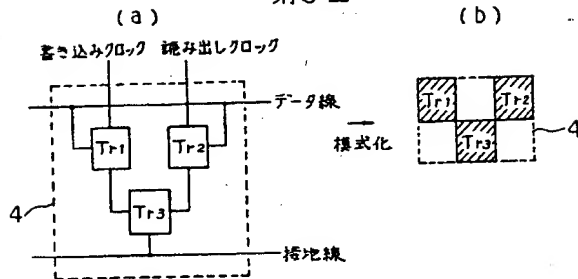 (a)
(b)
書き込みクロック 読み出しクロック
データ線
Tr1
Tr2
Tr3
4
接地線
模式化
Tr1
Tr2
Tr3
4